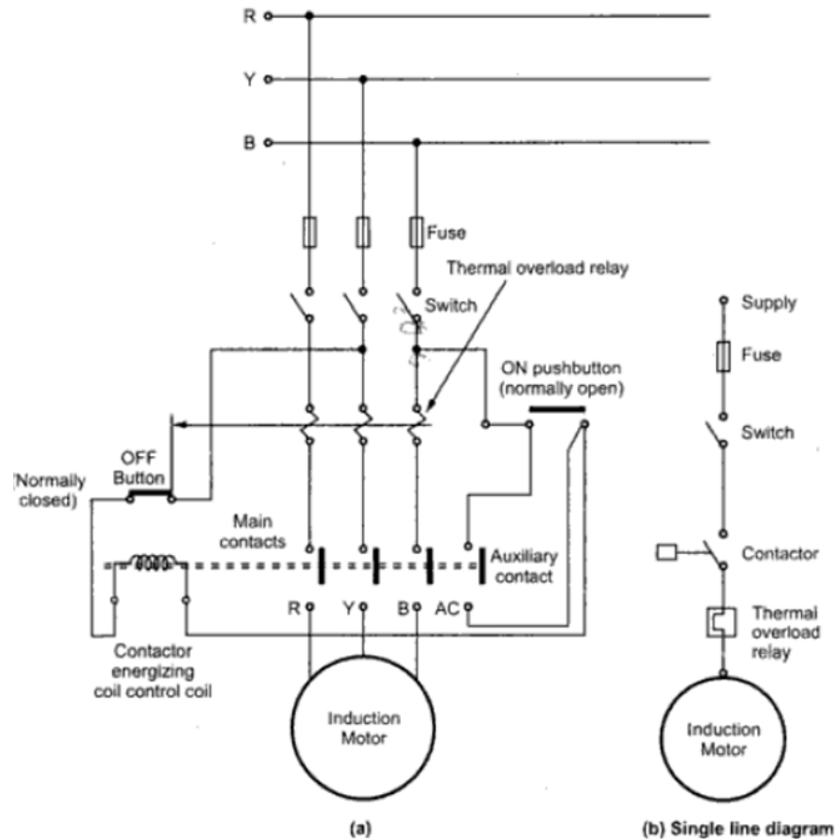 R
Y
B
Fuse
Thermal overload relay
Switch
Supply
Fuse
ON pushbutton
(normally open)
Switch
OFF
Button
'Normally
closed)
Main
contacts
Auxiliary
contact
Contactor
R
Y
B
AC
Thermal
overload
relay
Contactor
energizing
coil control coil
Induction
Motor
Induction
Motor
(a)
(b) Single line diagram